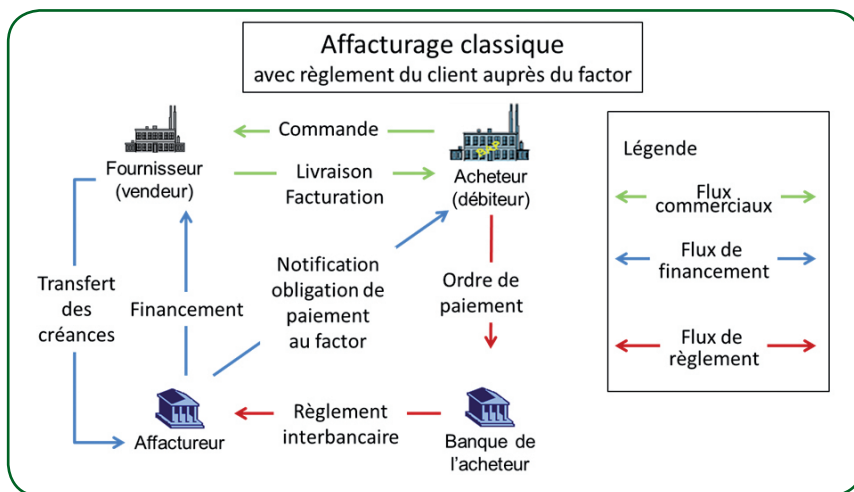 Affacturage classique
avec règlement du client auprès du factor
Commande
Fournisseur
(vendeur)
Livraison
Facturation
Acheteur
(débiteur)
Transfert
des
créances
Financement
Notification
obligation de
paiement
au factor
Ordre de
paiement
Affactureur
Règlement
interbancaire
Banque de
l'acheteur
Légende
Flux
commerciaux
Flux de
financement
Flux de
règlement